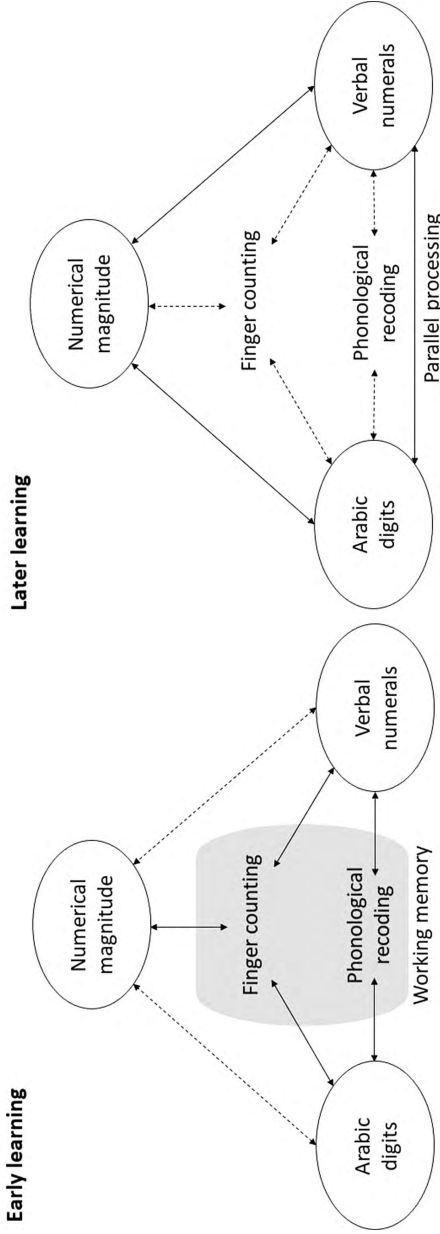 Early learning
Numerical
magnitude
Finger counting
Phonological
recoding
Working memory
Arabic
digits
Verbal
numerals
Later learning
Numerical
magnitude
Finger counting
Phonological
recoding
Parallel processing
Arabic
digits
Verbal
numerals